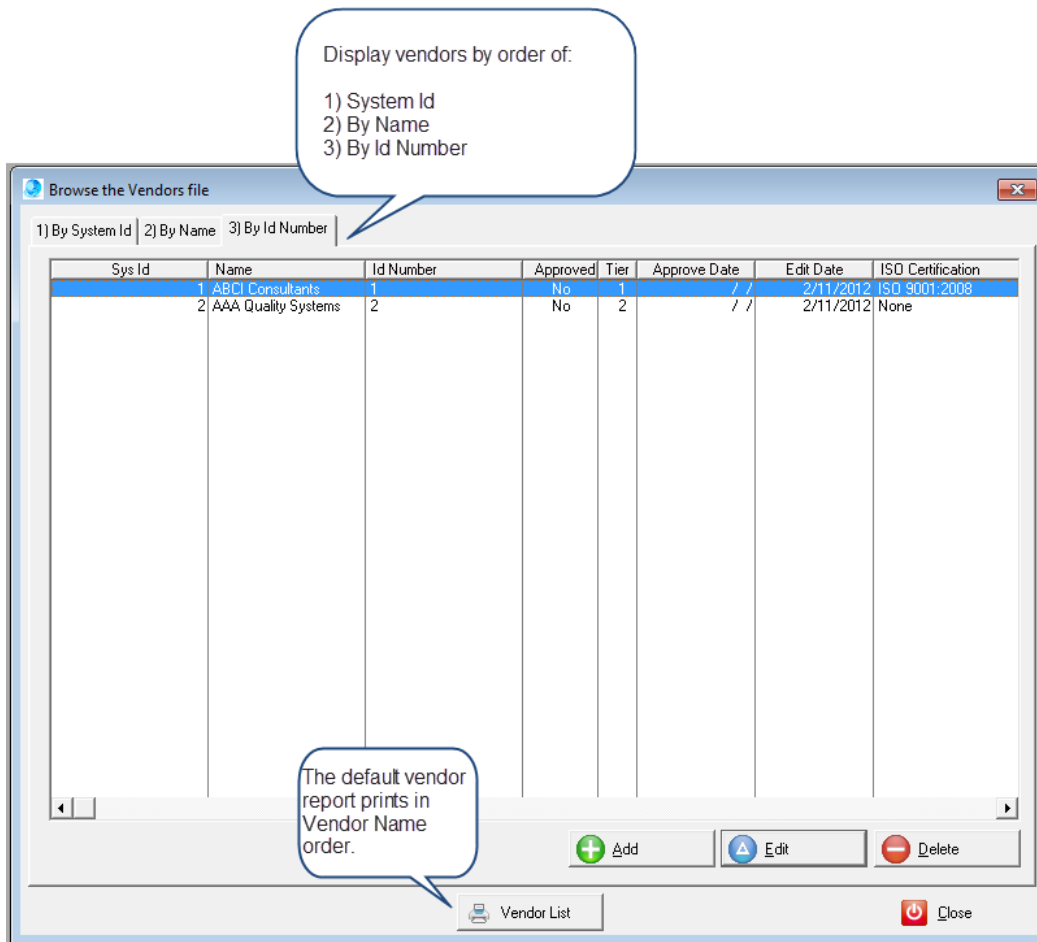 Display vendors by order of:
1) System Id
2) By Name
3) By Id Number
Browse the Vendors file
1) By System Id 2) By Name 3) By Id Number
Sys Id Name Id Number Approved Tier Approve Date Edit Date ISO Certification
1 ABCI Consultants 1 No 1 / / 2/11/2012 ISO 9001:2008
2 AAA Quality Systems 2 No 2 / / 2/11/2012 None
The default vendor
report prints in
Vendor Name
order.
Add Edit Delete
Vendor List Close